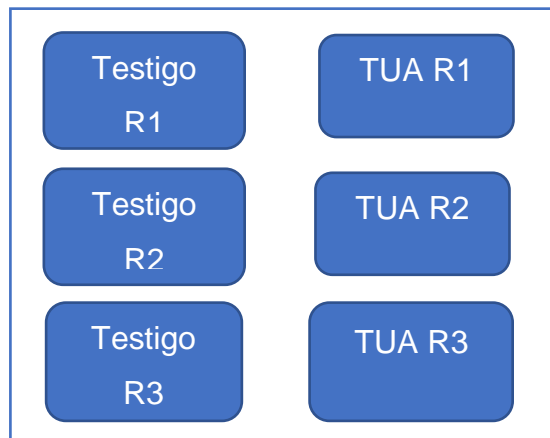 Testigo
R1
TUA R1
Testigo
R2
TUA R2
Testigo
R3
TUA R3